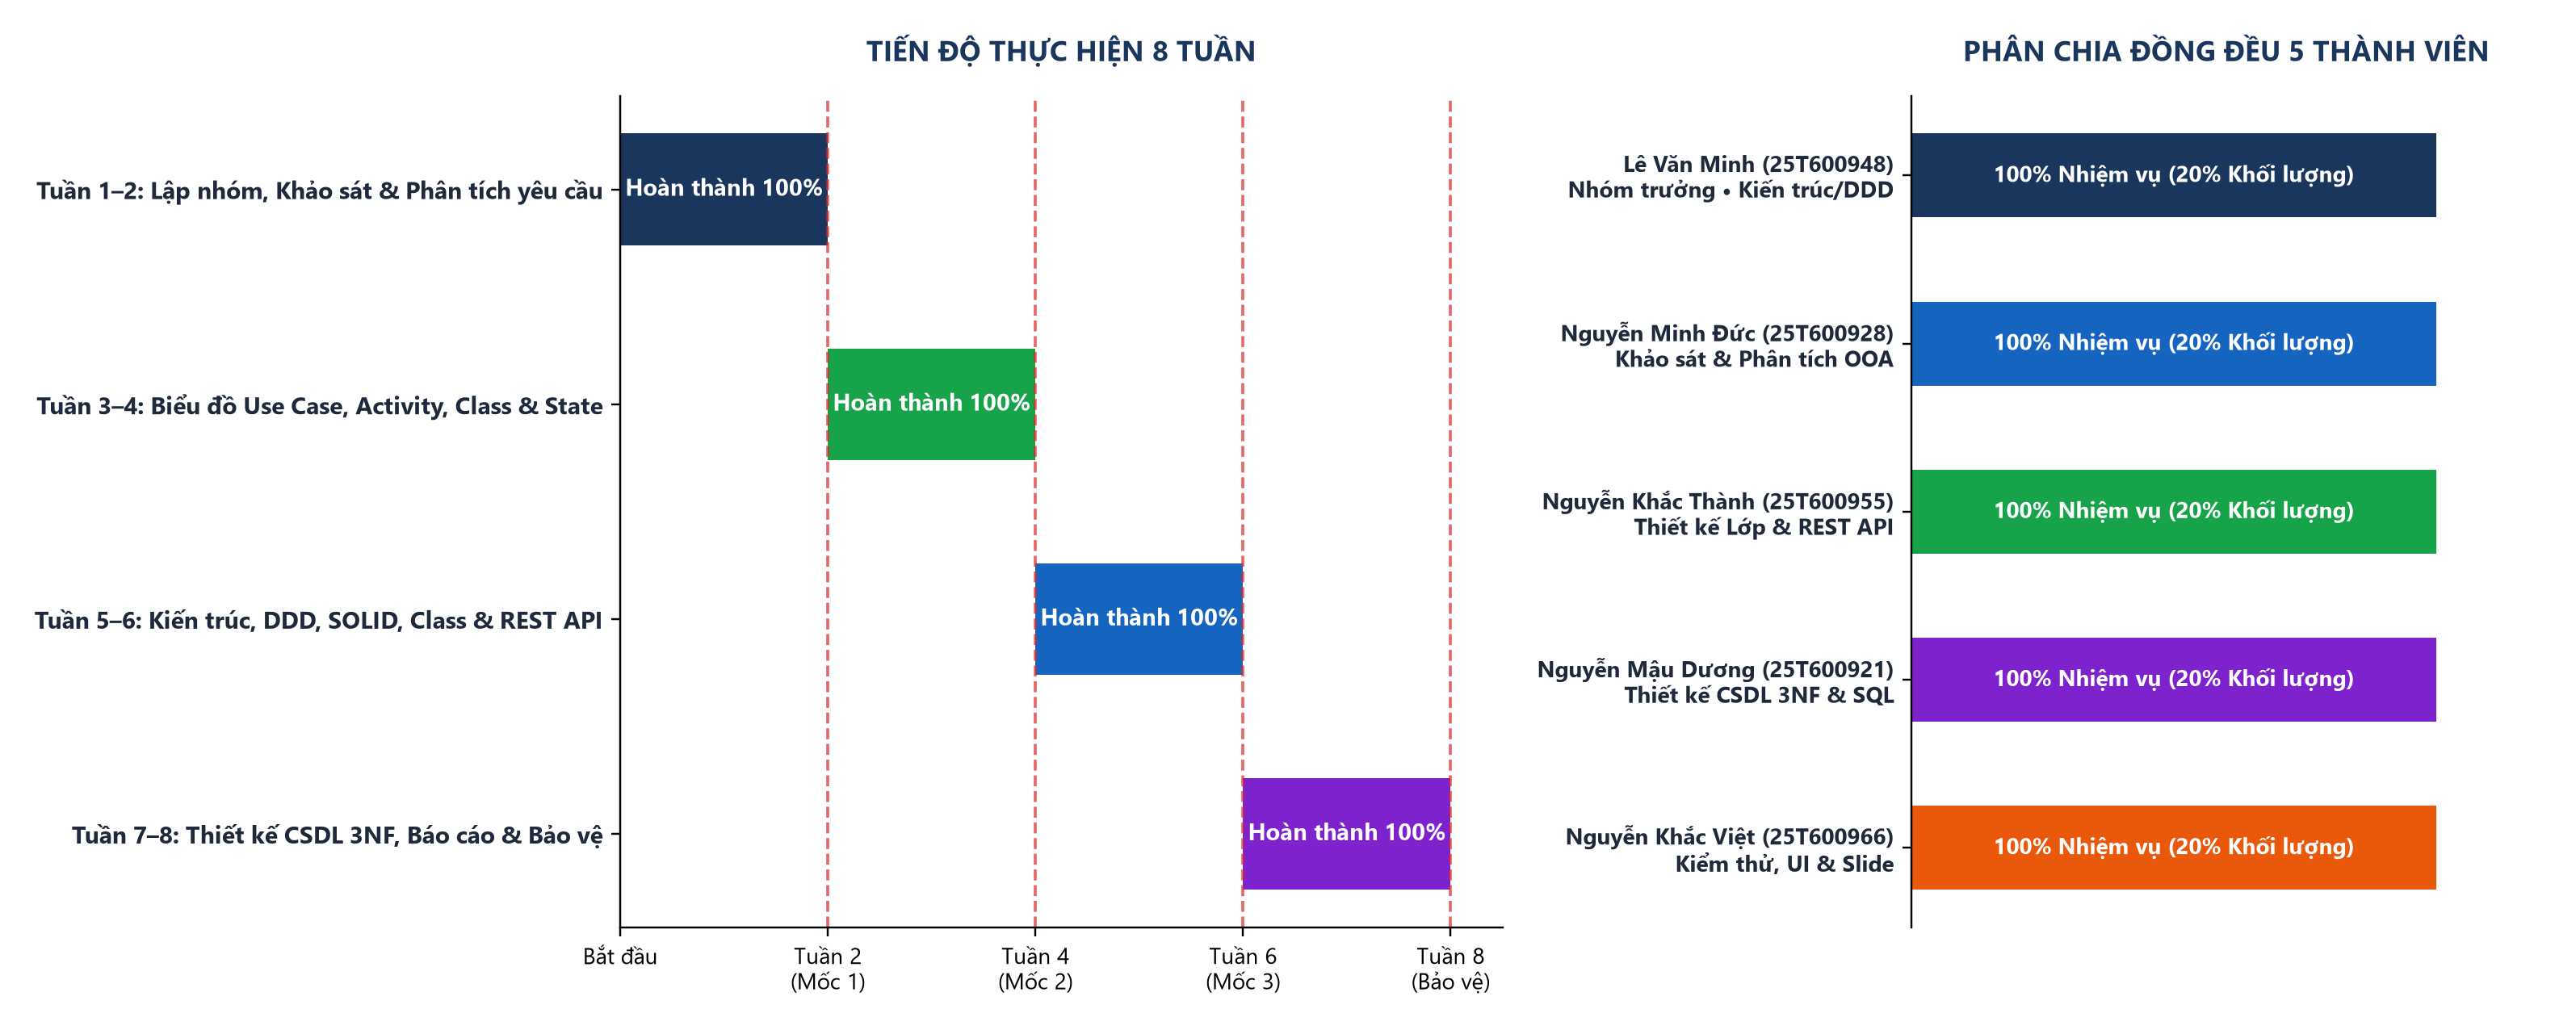 TIẾN ĐỘ THỰC HIỆN 8 TUẦN
Tuần 1–2: Lập nhóm, Khảo sát & Phân tích yêu cầu
Hoàn thành 100%
Tuần 3–4: Biểu đồ Use Case, Activity, Class & State
Hoàn thành 100%
Tuần 5–6: Kiến trúc, DDD, SOLID, Class & REST API
Hoàn thành 100%
Tuần 7–8: Thiết kế CSDL 3NF, Báo cáo & Bảo vệ
Hoàn thành 100%
Bắt đầu
Tuần 2
(Mốc 1)
Tuần 4
(Mốc 2)
Tuần 6
(Mốc 3)
Tuần 8
(Bảo vệ)
PHÂN CHIA ĐỒNG ĐỀU 5 THÀNH VIÊN
Lê Văn Minh (25T600948)
Nhóm trưởng • Kiến trúc/DDD
100% Nhiệm vụ (20% Khối lượng)
Nguyễn Minh Đức (25T600928)
Khảo sát & Phân tích OOA
100% Nhiệm vụ (20% Khối lượng)
Nguyễn Khắc Thành (25T600955)
Thiết kế Lớp & REST API
100% Nhiệm vụ (20% Khối lượng)
Nguyễn Mậu Dương (25T600921)
Thiết kế CSDL 3NF & SQL
100% Nhiệm vụ (20% Khối lượng)
Nguyễn Khắc Việt (25T600966)
Kiểm thử, UI & Slide
100% Nhiệm vụ (20% Khối lượng)